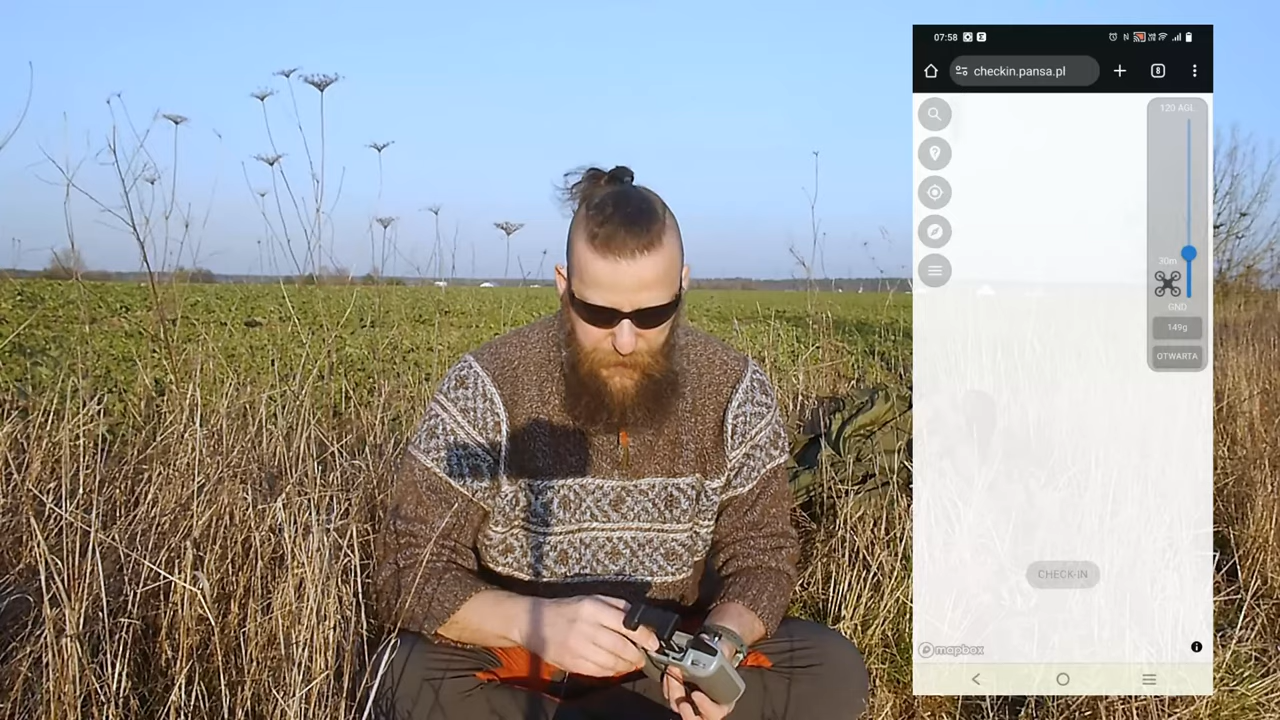 07:58
checkin.pansa.pl
8
120 AGL
30m
GND
149g
OTWARTA
CHECK-IN
mapbox